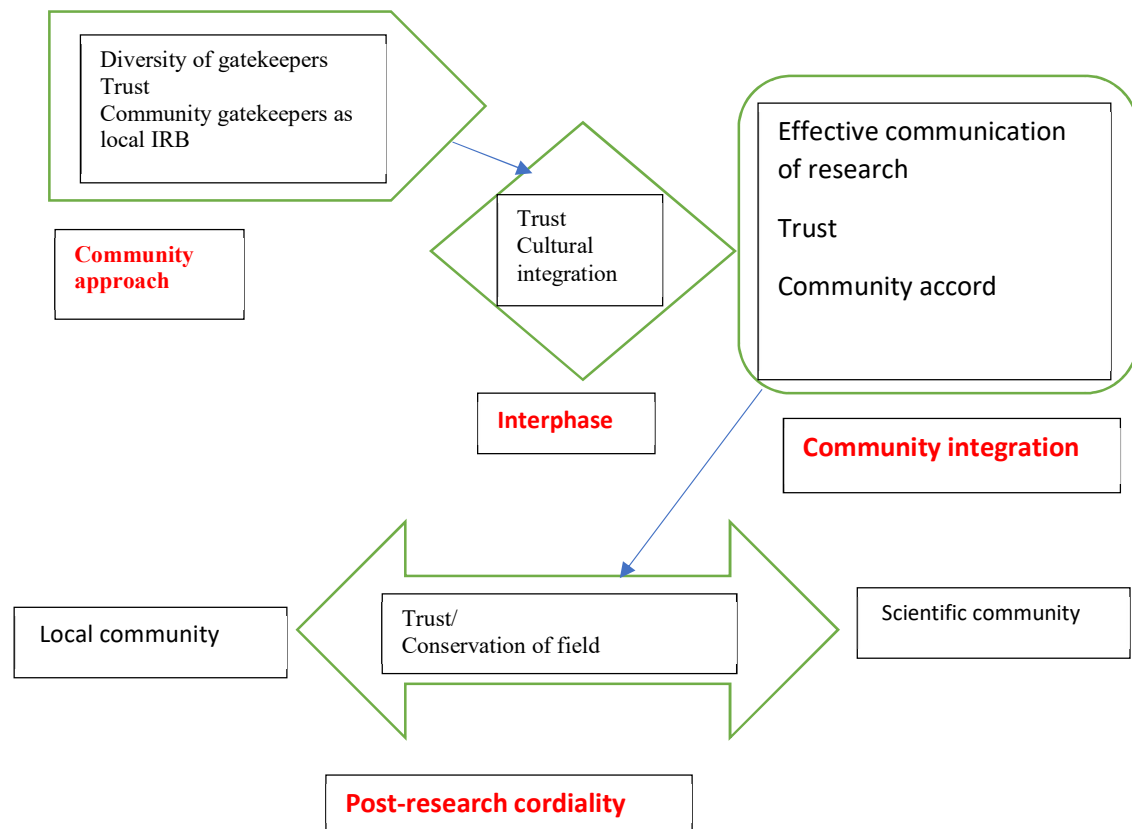 Diversity of gatekeepers
Trust
Community gatekeepers as
local IRB
Community
approach
Trust
Cultural
integration
Interphase
Effective communication
of research
Trust
Community accord
Community integration
Local community
Trust/
Conservation of field
Scientific community
Post-research cordiality